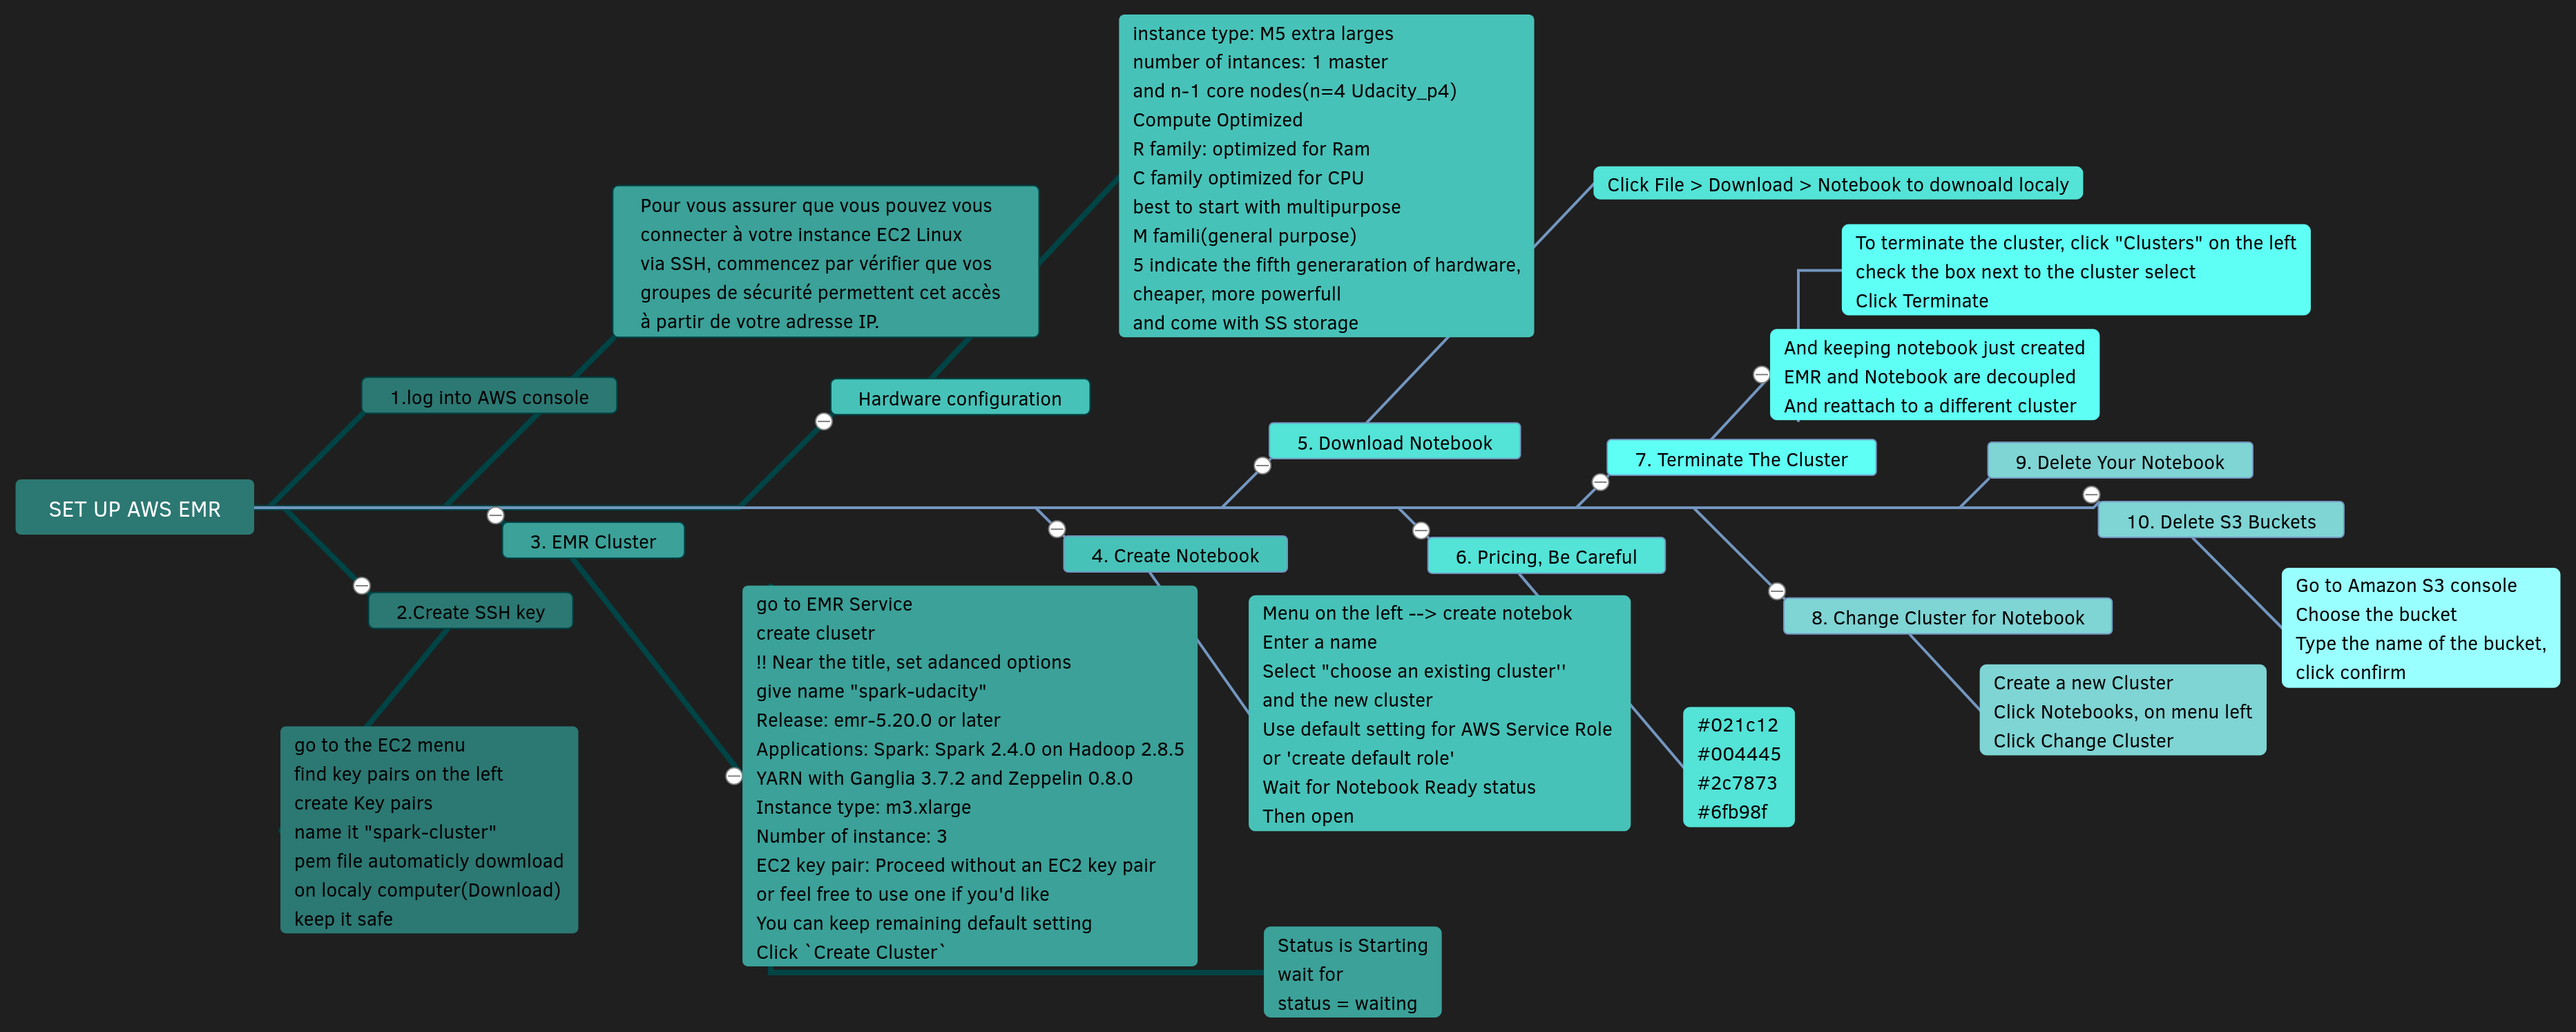 SET UP AWS EMR
1.log into AWS console
2.Create SSH key
go to the EC2 menu
find key pairs on the left
create Key pairs
name it "spark-cluster"
pem file automaticly dowmload
on localy computer(Download)
keep it safe
Pour vous assurer que vous pouvez vous
connecter à votre instance EC2 Linux
via SSH, commencez par vérifier que vos
groupes de sécurité permettent cet accès
à partir de votre adresse IP.
3. EMR Cluster
go to EMR Service
create clusetr
!! Near the title, set adanced options
give name "spark-udacity"
Release: emr-5.20.0 or later
Applications: Spark: Spark 2.4.0 on Hadoop 2.8.5
YARN with Ganglia 3.7.2 and Zeppelin 0.8.0
Instance type: m3.xlarge
Number of instance: 3
EC2 key pair: Proceed without an EC2 key pair
or feel free to use one if you'd like
You can keep remaining default setting
Click `Create Cluster`
Status is Starting
wait for
status = waiting
Hardware configuration
instance type: M5 extra larges
number of intances: 1 master
and n-1 core nodes(n=4 Udacity_p4)
Compute Optimized
R family: optimized for Ram
C family optimized for CPU
best to start with multipurpose
M famili(general purpose)
5 indicate the fifth generaration of hardware,
cheaper, more powerfull
and come with SS storage
4. Create Notebook
Menu on the left --> create notebok
Enter a name
Select "choose an existing cluster''
and the new cluster
Use default setting for AWS Service Role
or 'create default role'
Wait for Notebook Ready status
Then open
5. Download Notebook
Click File > Download > Notebook to downoald localy
6. Pricing, Be Careful
#021c12
#004445
#2c7873
#6fb98f
7. Terminate The Cluster
And keeping notebook just created
EMR and Notebook are decoupled
And reattach to a different cluster
To terminate the cluster, click "Clusters" on the left
check the box next to the cluster select
Click Terminate
8. Change Cluster for Notebook
Create a new Cluster
Click Notebooks, on menu left
Click Change Cluster
9. Delete Your Notebook
10. Delete S3 Buckets
Go to Amazon S3 console
Choose the bucket
Type the name of the bucket,
click confirm